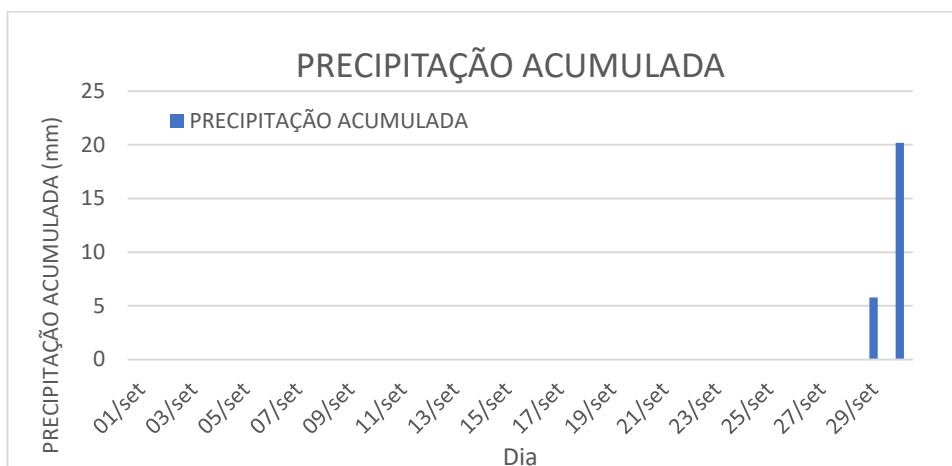 PRECIPITAÇÃO ACUMULADA
PRECIPITAÇÃO ACUMULADA
PRECIPITAÇÃO ACUMULADA (mm)
25
20
15
10
5
0
01/set
03/set
05/set
07/set
09/set
11/set
13/set
15/set
17/set
19/set
21/set
23/set
25/set
27/set
29/set
Dia